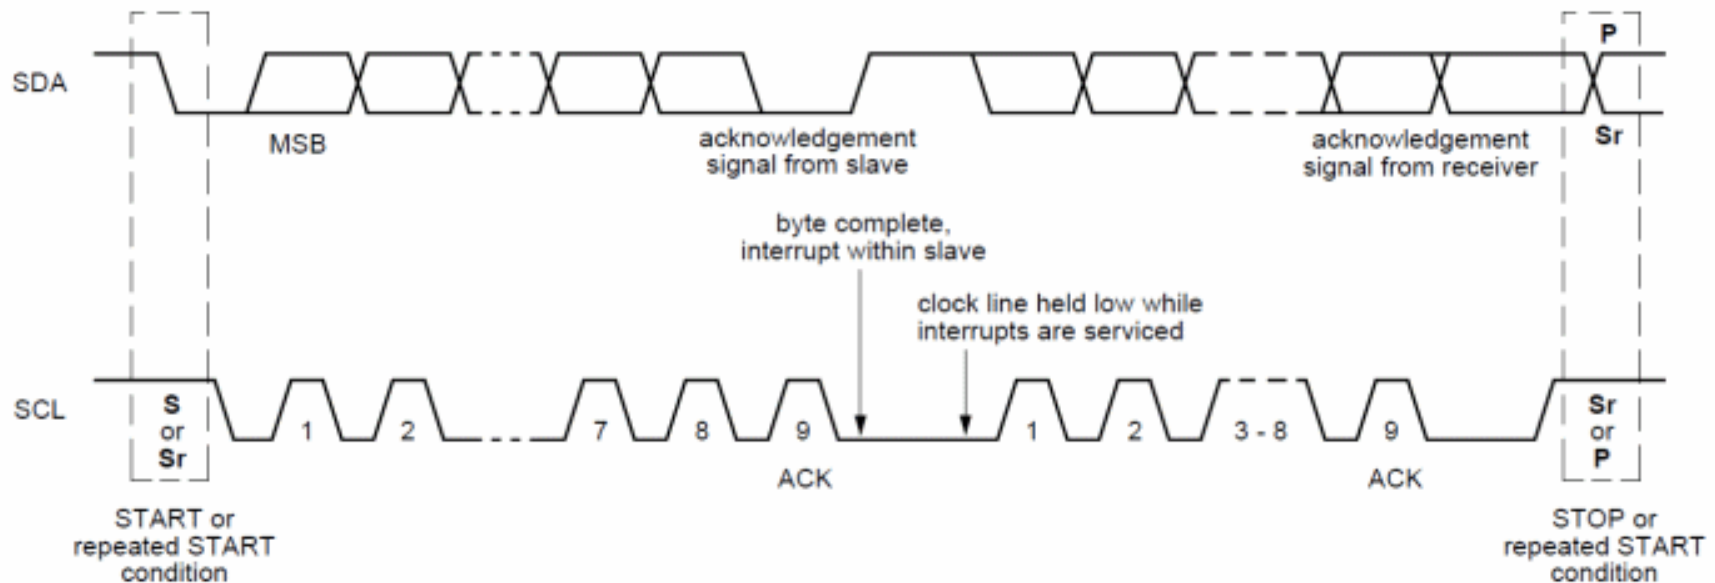 P
SDA
Sr
MSB
acknowledgement
signal from slave
acknowledgement
signal from receiver
byte complete,
interrupt within slave
clock line held low while
interrupts are serviced
SCL
S
or
Sr
1
2
7
8
9
1
2
3 - 8
9
Sr
or
P
ACK
ACK
START or
repeated START
condition
STOP or
repeated START
condition